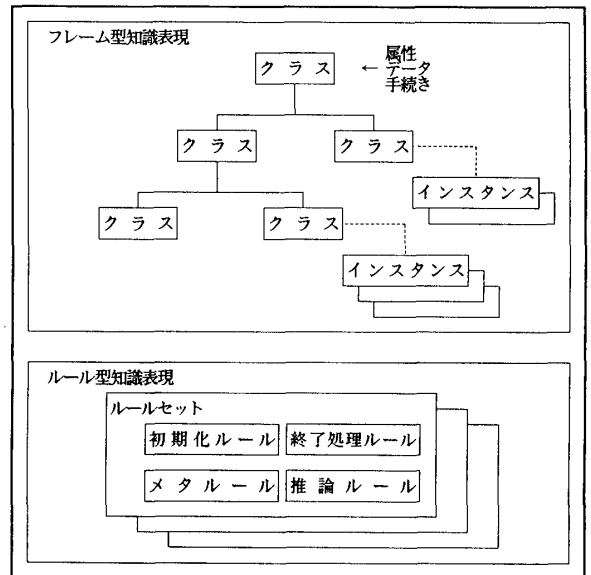 フレーム型知識表現
クラス
← 属性
データ
手続き
クラス
クラス
インスタンス
クラス
クラス
インスタンス
ルール型知識表現
ルールセット
初期化ルール
終了処理ルール
メタルール
推論ルール